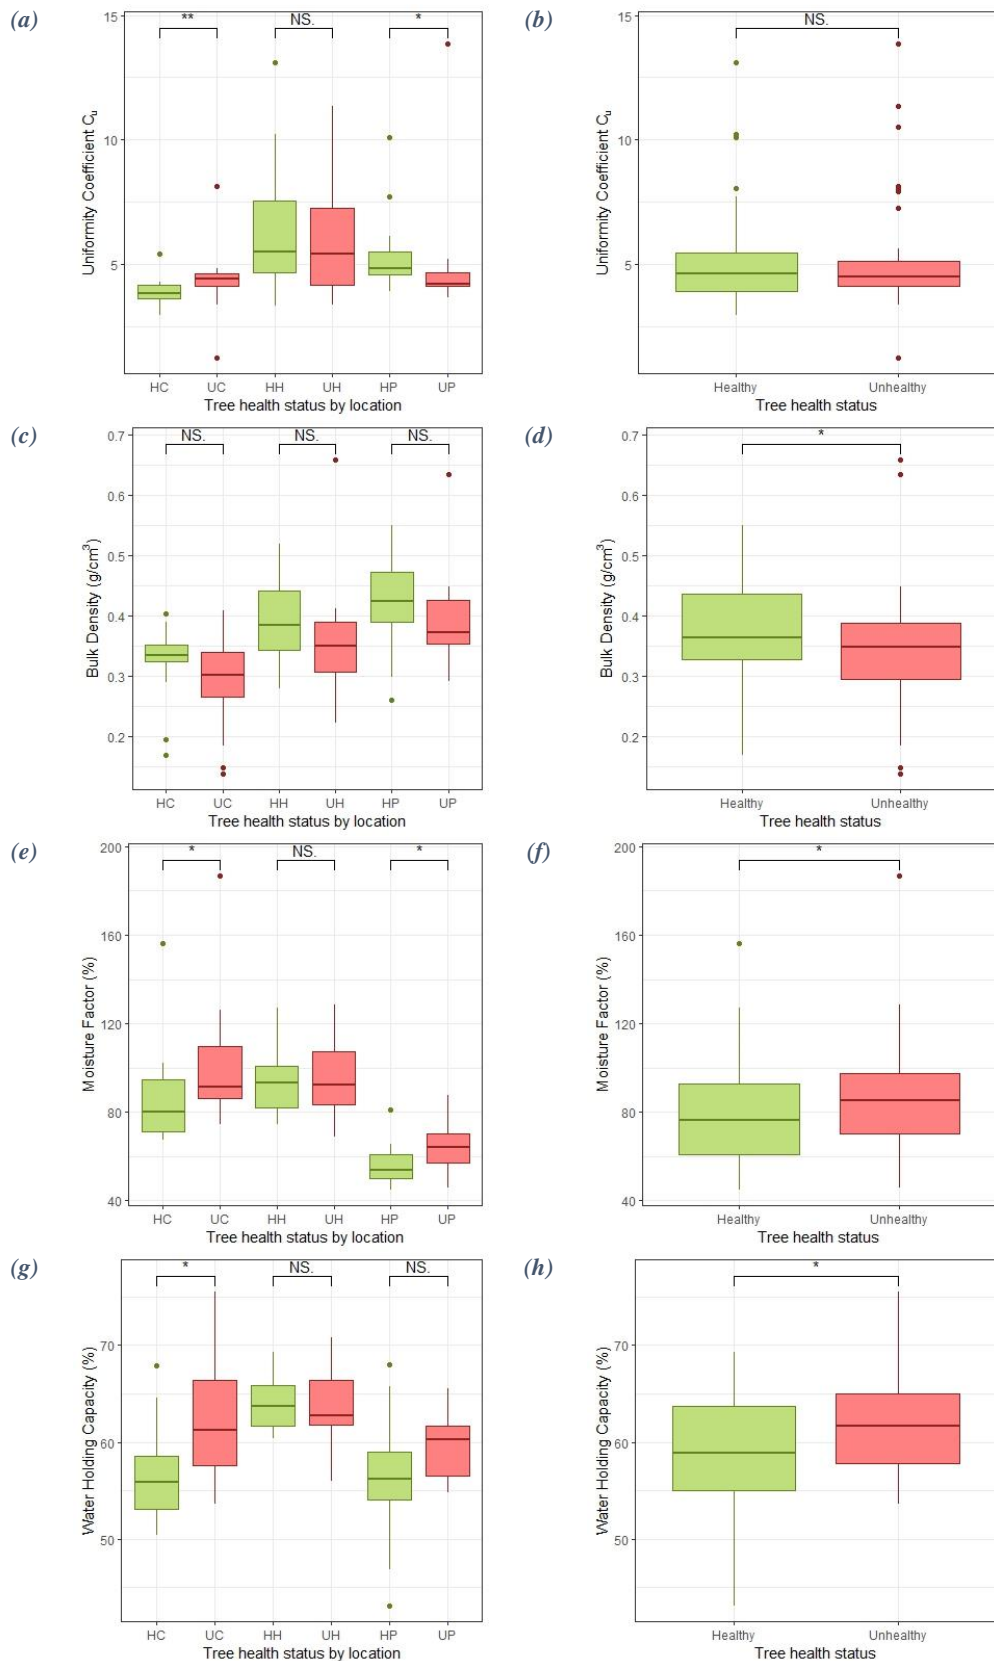 (a)
** NS. *
15
10
5
Uniformity Coefficient Cu
HC UC HH UH HP UP
Tree health status by location
(b)
NS.
15
10
5
Uniformity Coefficient Cu
Healthy Unhealthy
Tree health status
(c)
NS. NS. NS.
0.7
0.6
0.5
0.4
0.3
0.2
Bulk Density (g/cm³)
HC UC HH UH HP UP
Tree health status by location
(d)
*
0.7
0.6
0.5
0.4
0.3
0.2
Bulk Density (g/cm³)
Healthy Unhealthy
Tree health status
(e)
* NS. *
200
160
120
80
40
Moisture Factor (%)
HC UC HH UH HP UP
Tree health status by location
(f)
*
200
160
120
80
40
Moisture Factor (%)
Healthy Unhealthy
Tree health status
(g)
* NS. NS.
70
60
50
Water Holding Capacity (%)
HC UC HH UH HP UP
Tree health status by location
(h)
*
70
60
50
Water Holding Capacity (%)
Healthy Unhealthy
Tree health status